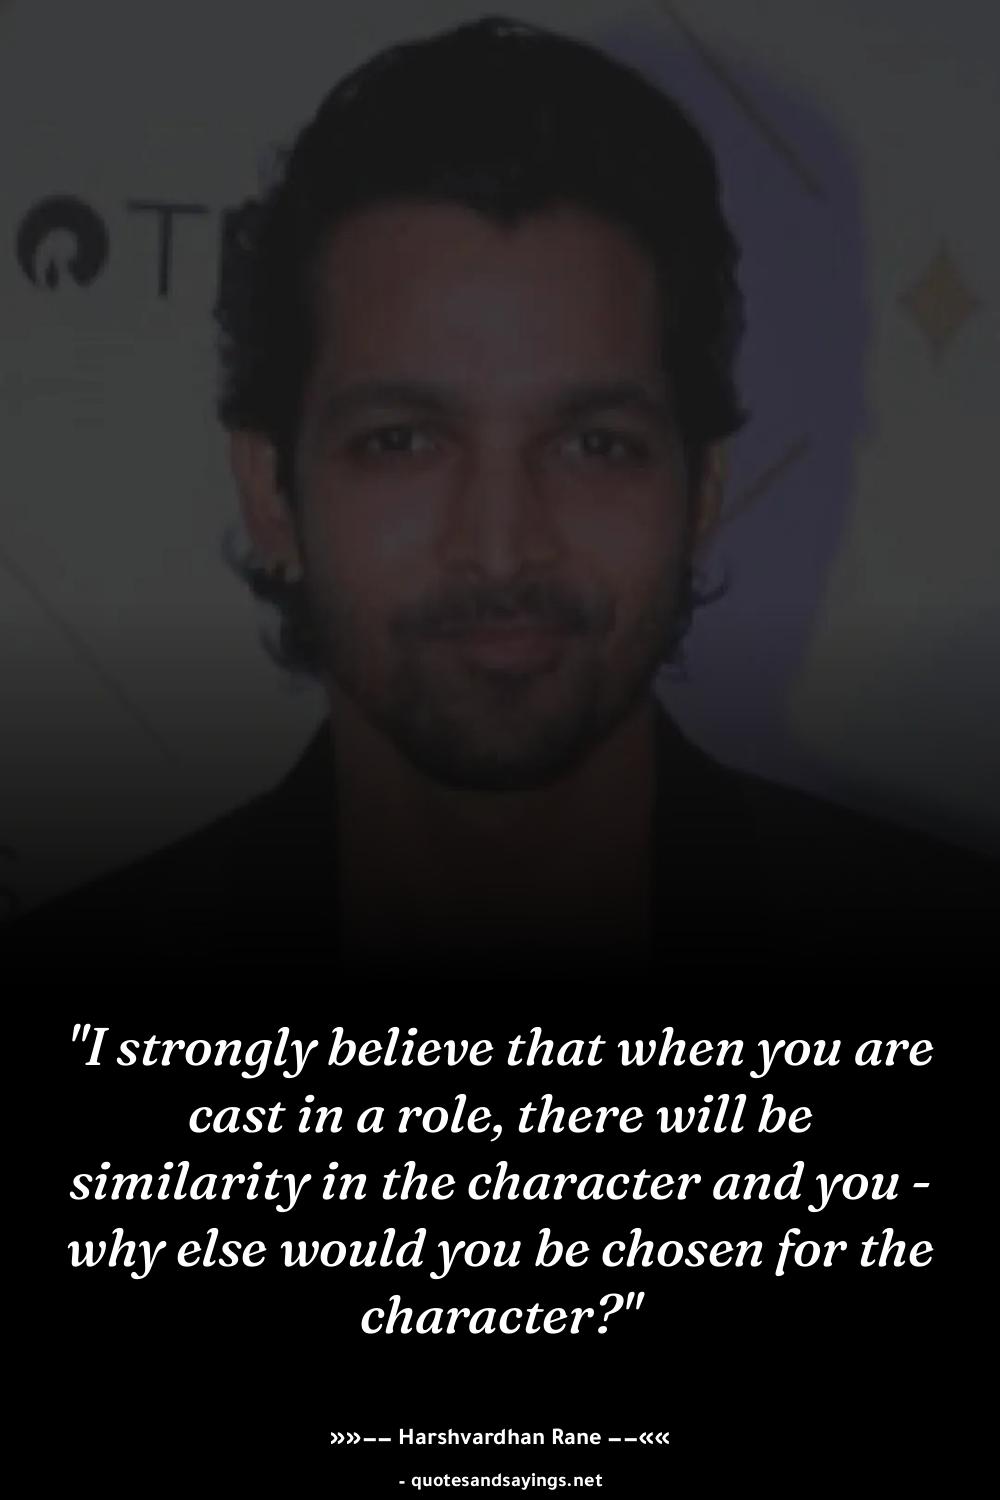 T
"I strongly believe that when you are
cast in a role, there will be
similarity in the character and you -
why else would you be chosen for the
character?"
»»−− Harshvardhan Rane −−««
- quotesandsayings.net